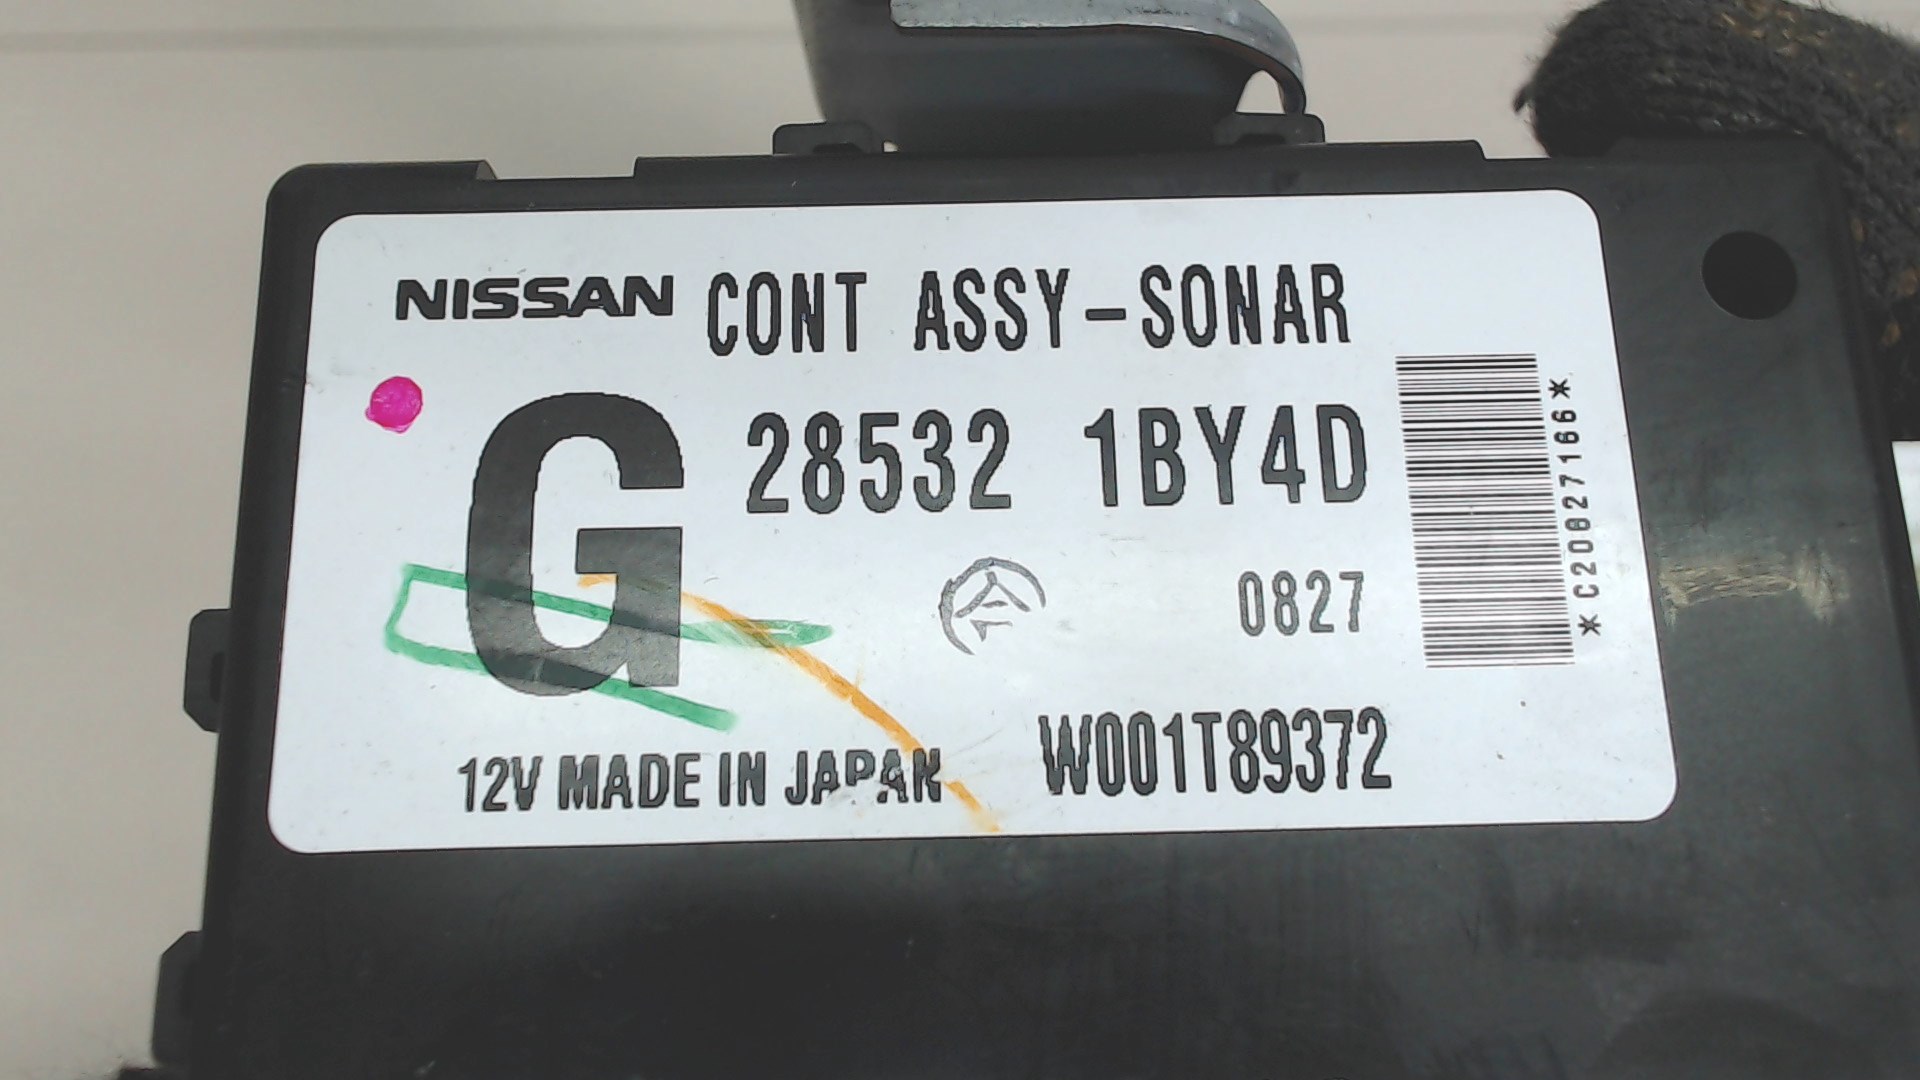 NISSAN CONT ASSY-SONAR
G 28532 1BY4D
0827
12V MADE IN JAPAN W001T89372
*C20827166*